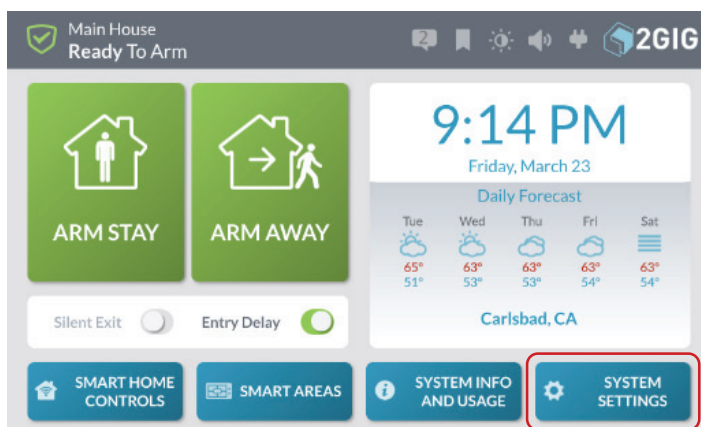 Main House
Ready To Arm
2
2GIG
ARM STAY
ARM AWAY
9:14 PM
Friday, March 23
Daily Forecast
Tue Wed Thu Fri Sat
65° 63° 63° 63° 63°
51° 53° 53° 54° 54°
Carlsbad, CA
Silent Exit
Entry Delay
SMART HOME
CONTROLS
SMART AREAS
SYSTEM INFO
AND USAGE
SYSTEM
SETTINGS